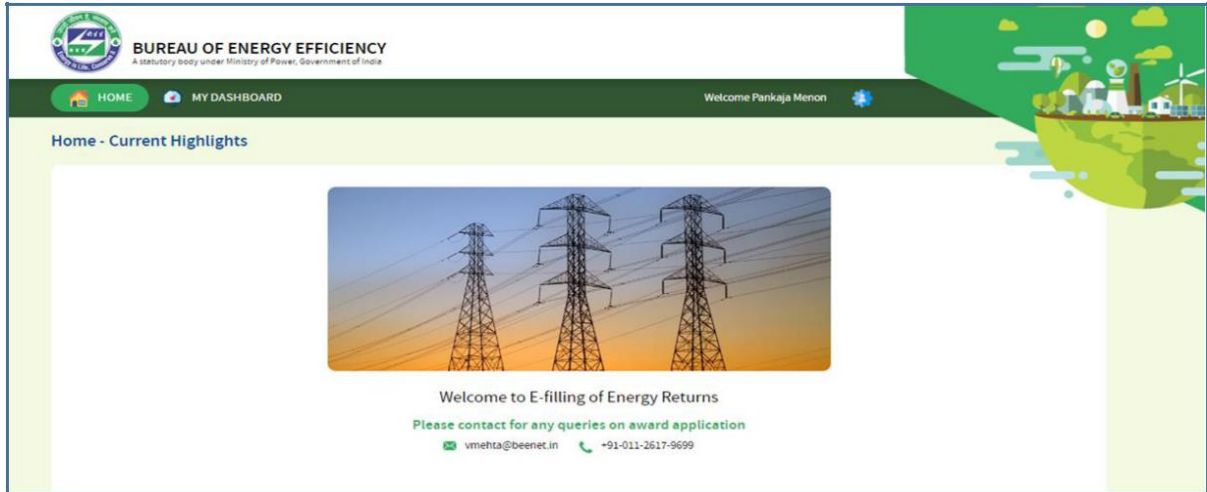 BUREAU OF ENERGY EFFICIENCY
A statutory body under Ministry of Power, Government of India
HOME
MY DASHBOARD
Welcome Pankaja Menon
Home - Current Highlights
Welcome to E-filling of Energy Returns
Please contact for any queries on award application
vmehta@beenet.in +91-011-2617-9699